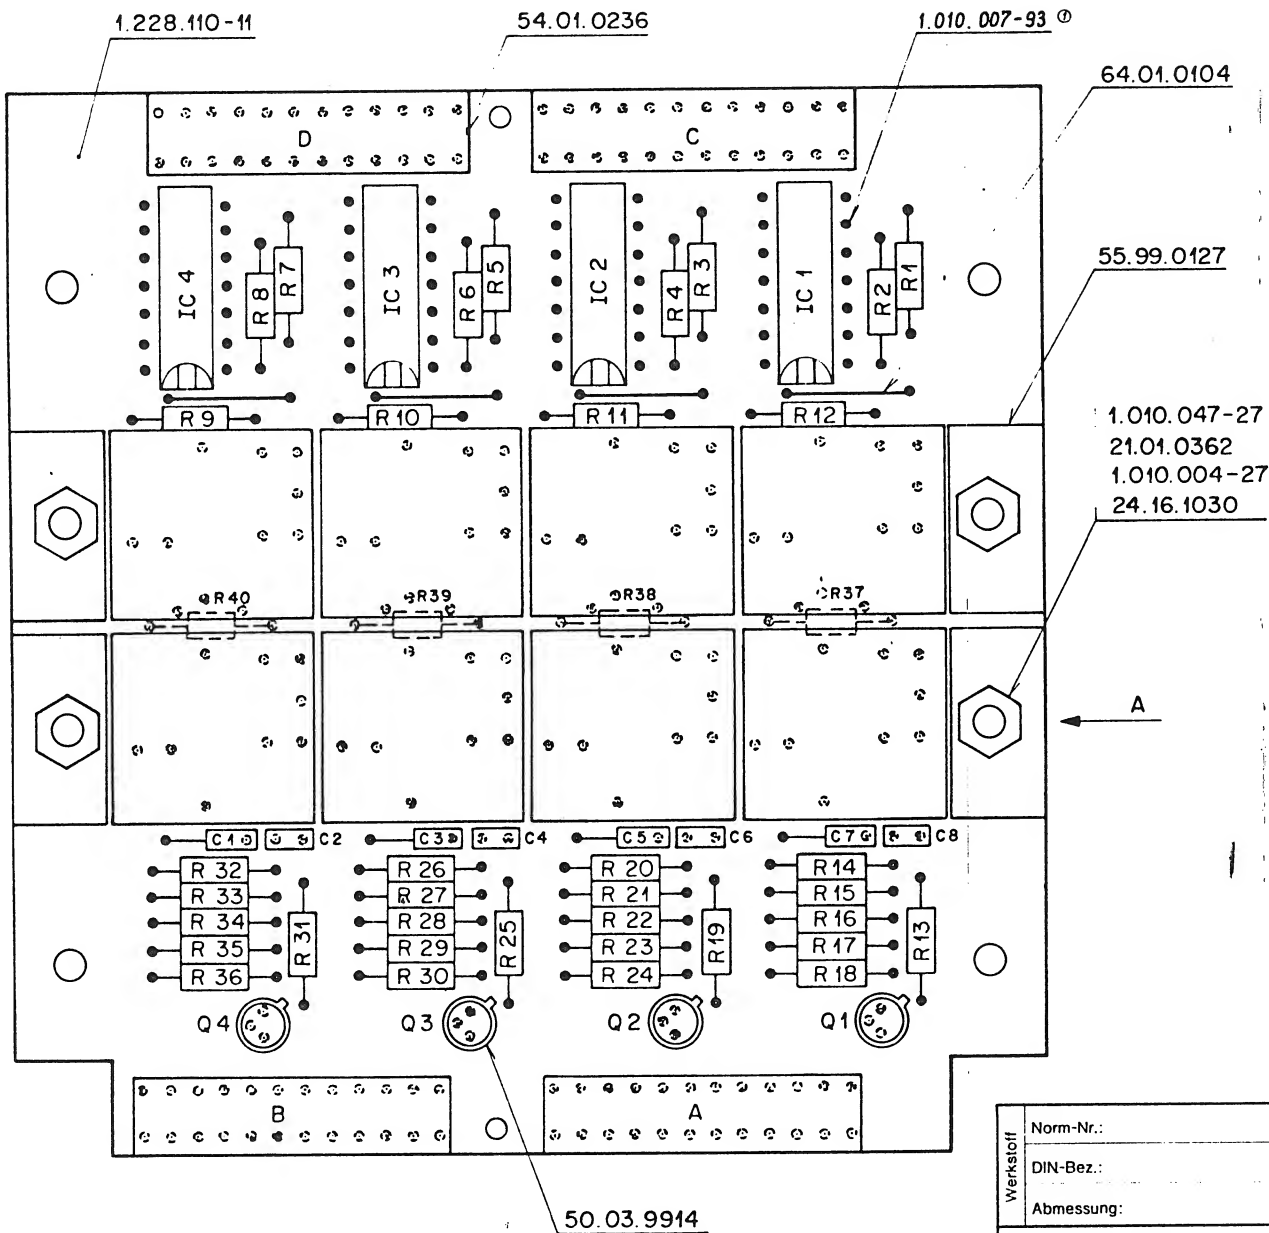 1.228.110-11
54.01.0236
1.010.007-93 ①
64.01.0104
D
C
IC 4
R 8
R 7
IC 3
R 6
R 5
IC 2
R 4
R 3
IC 1
R 2
R 1
55.99.0127
R 9
R 10
R 11
R 12
1.010.047-27
21.01.0362
1.010.004-27
24.16.1030
R40
R39
R38
R37
A
C1
C2
C3
C4
C5
C6
C7
C8
R 32
R 33
R 34
R 35
R 36
R 31
R 26
R 27
R 28
R 29
R 30
R 25
R 20
R 21
R 22
R 23
R 24
R19
R 14
R 15
R 16
R 17
R 18
R 13
Q4
Q3
Q2
Q1
B
A
50.03.9914
Werkstoff
Norm-Nr.:
DIN-Bez.:
Abmessung: